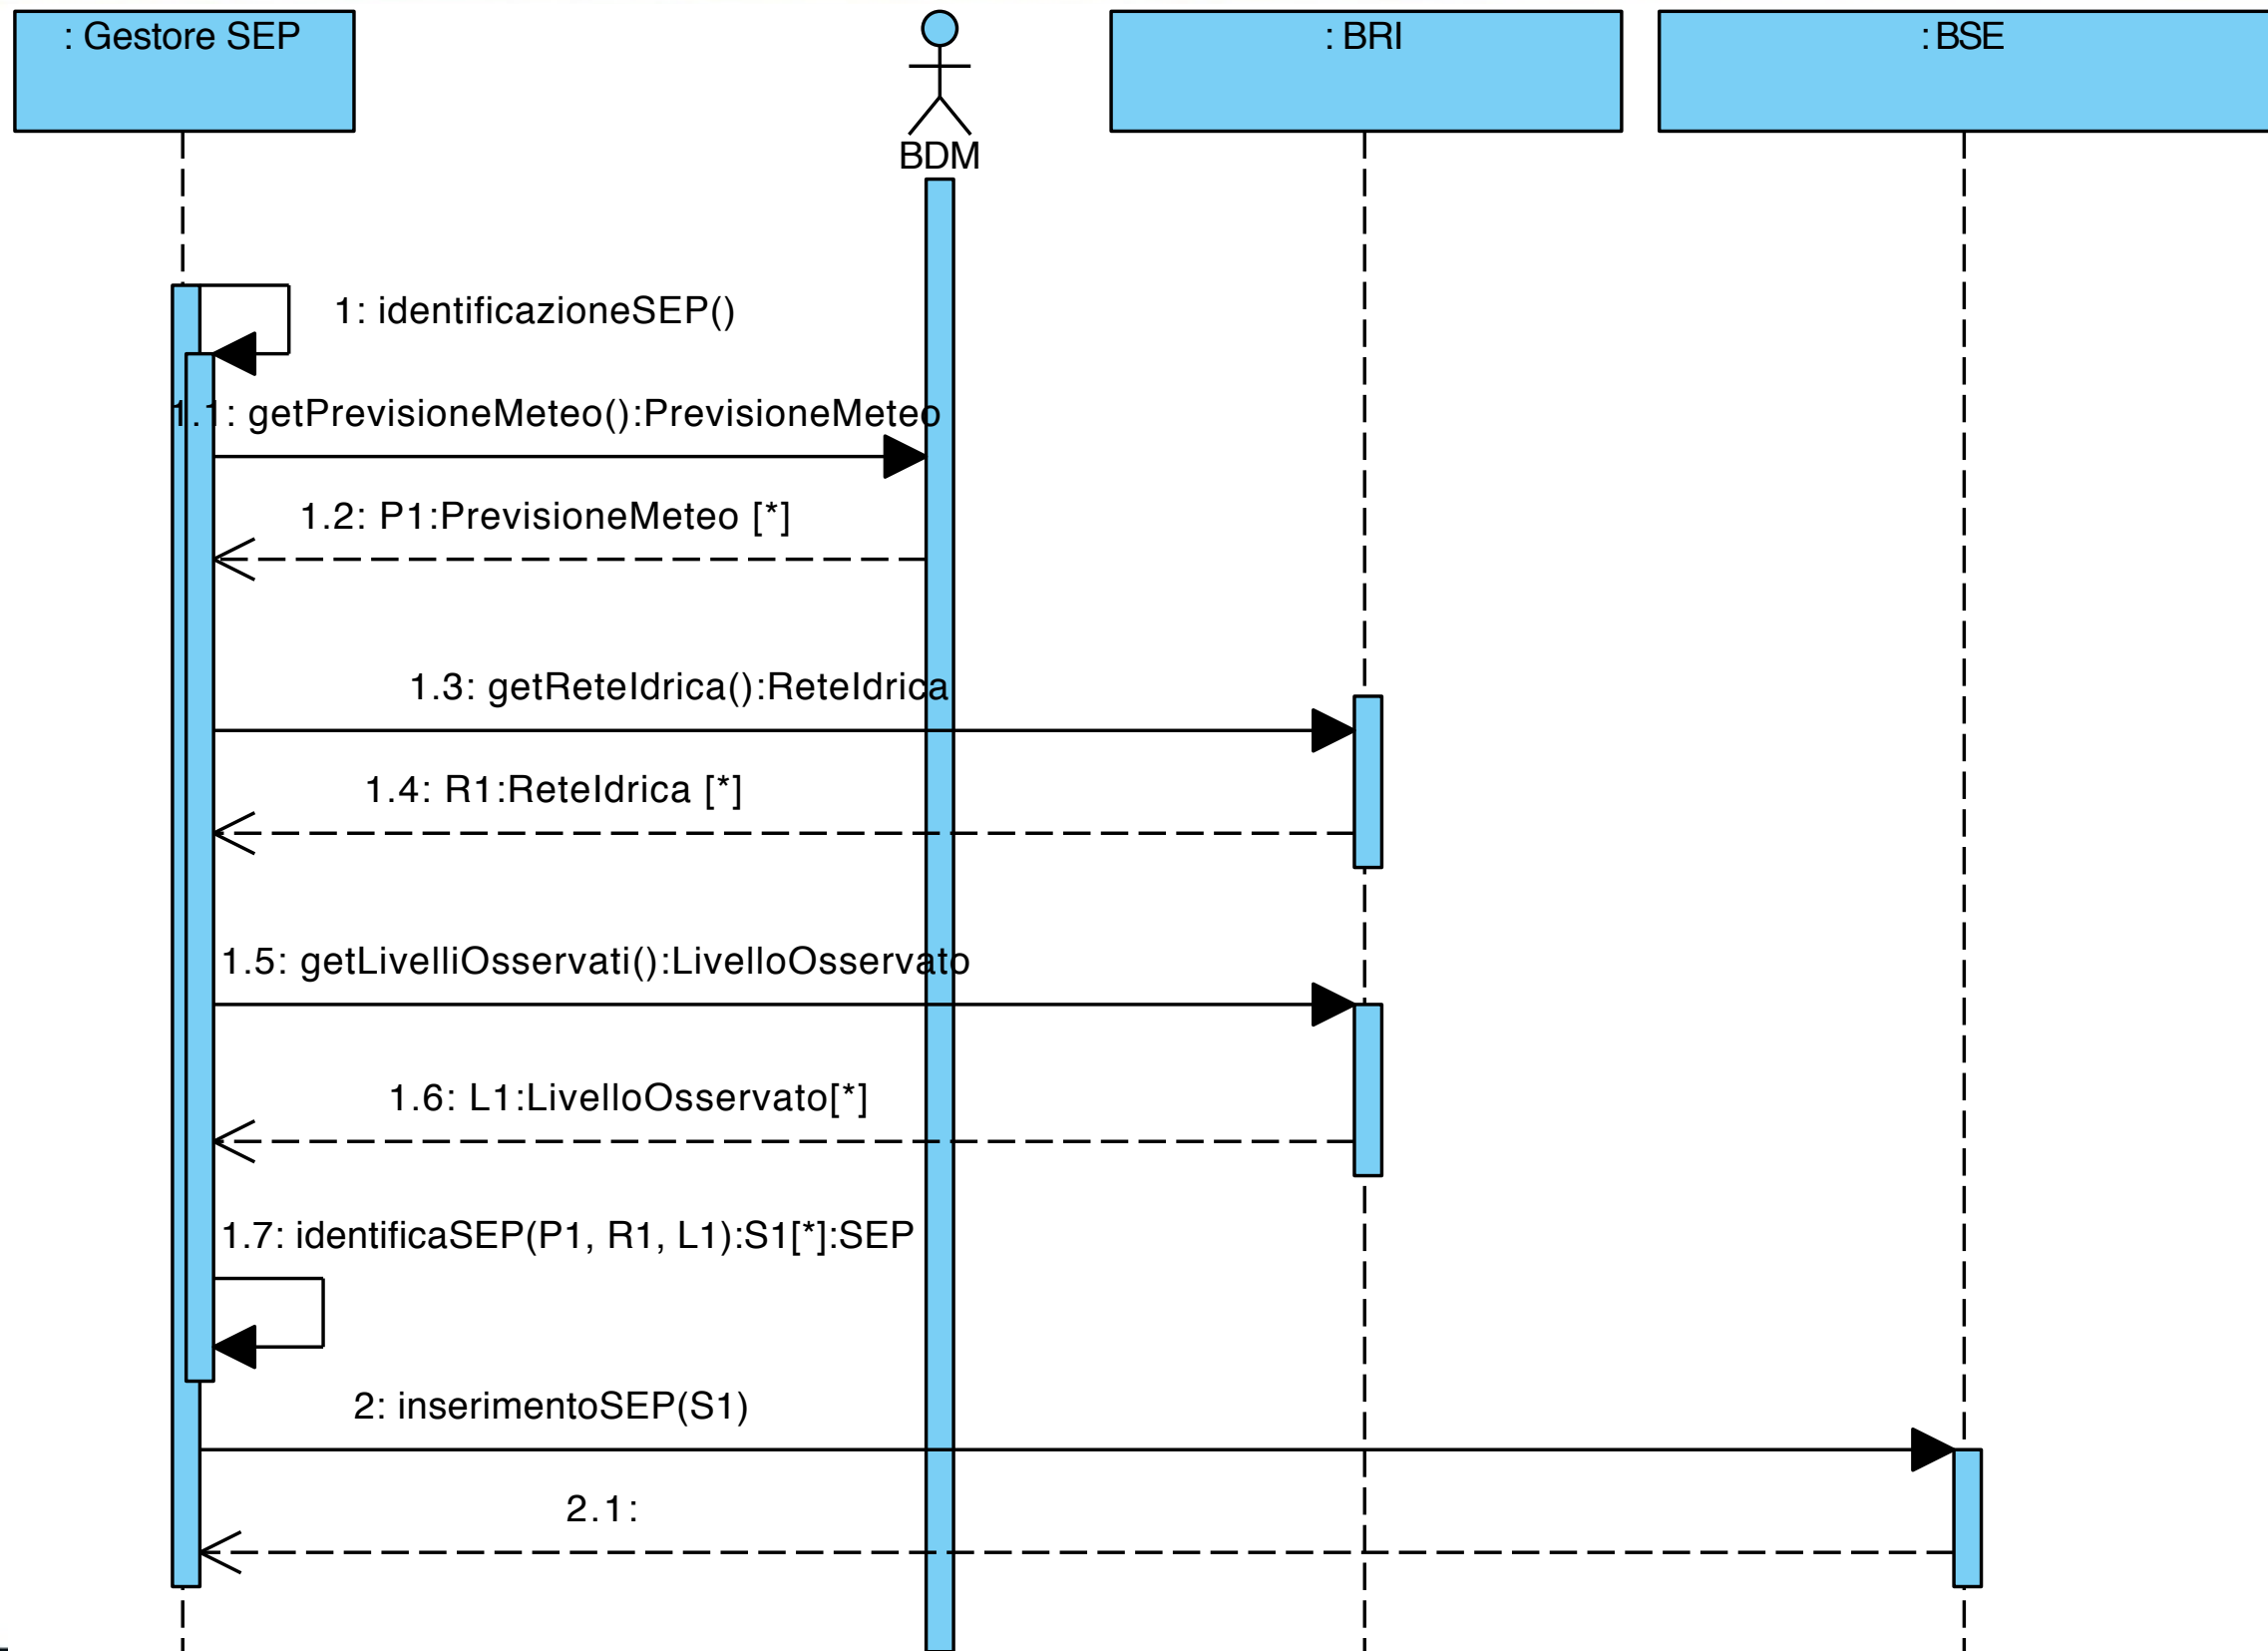 : Gestore SEP
BDM
: BRI
: BSE
1: identificazioneSEP()
1.1: getPrevisioneMeteo():PrevisioneMeteo
1.2: P1:PrevisioneMeteo [*]
1.3: getReteIdrica():ReteIdrica
1.4: R1:ReteIdrica [*]
1.5: getLivelliOsservati():LivelloOsservato
1.6: L1:LivelloOsservato[*]
1.7: identificaSEP(P1, R1, L1):S1[*]:SEP
2: inserimentoSEP(S1)
2.1: